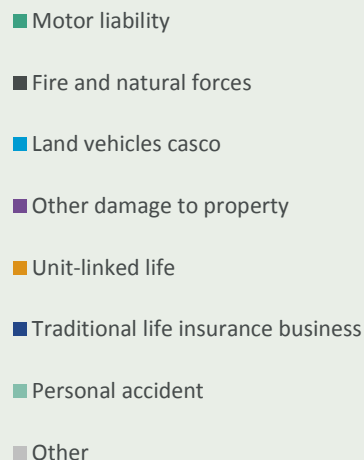 Motor liability
Fire and natural forces
Land vehicles casco
Other damage to property
Unit-linked life
Traditional life insurance business
Personal accident
Other